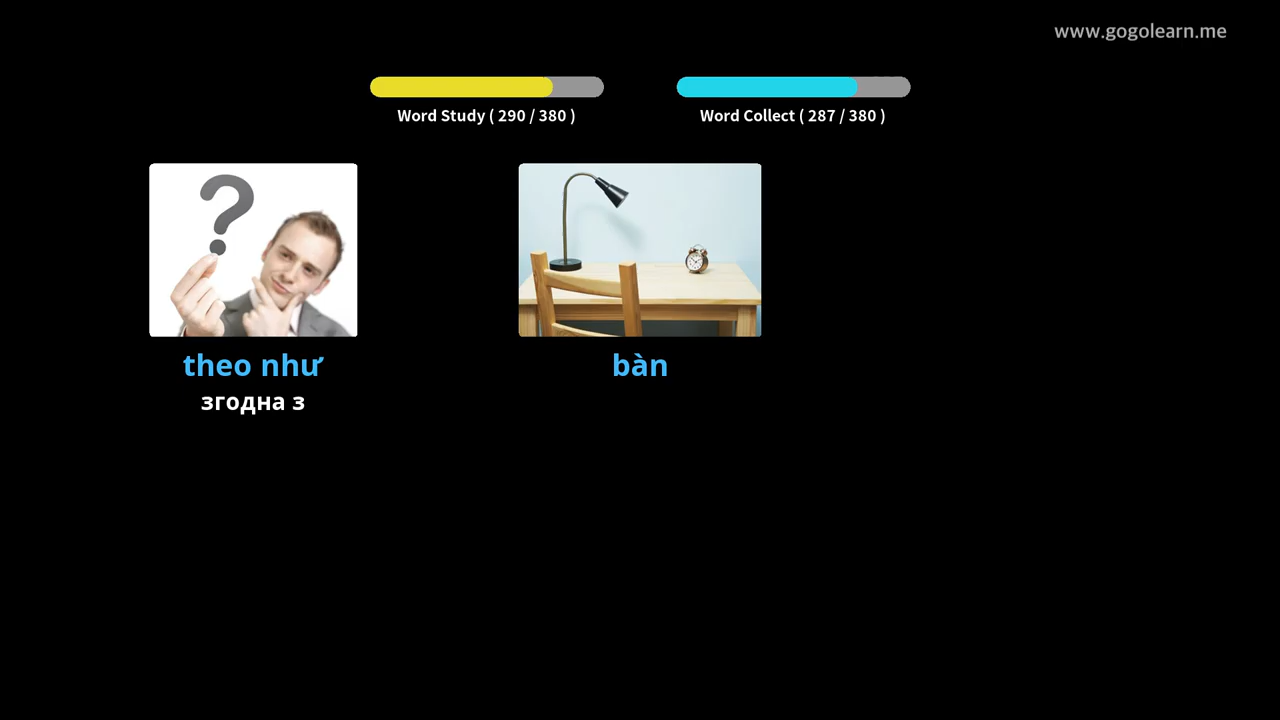 www.gogolearn.me
Word Study ( 290 / 380 )
Word Collect ( 287 / 380 )
theo như
згодна з
bàn